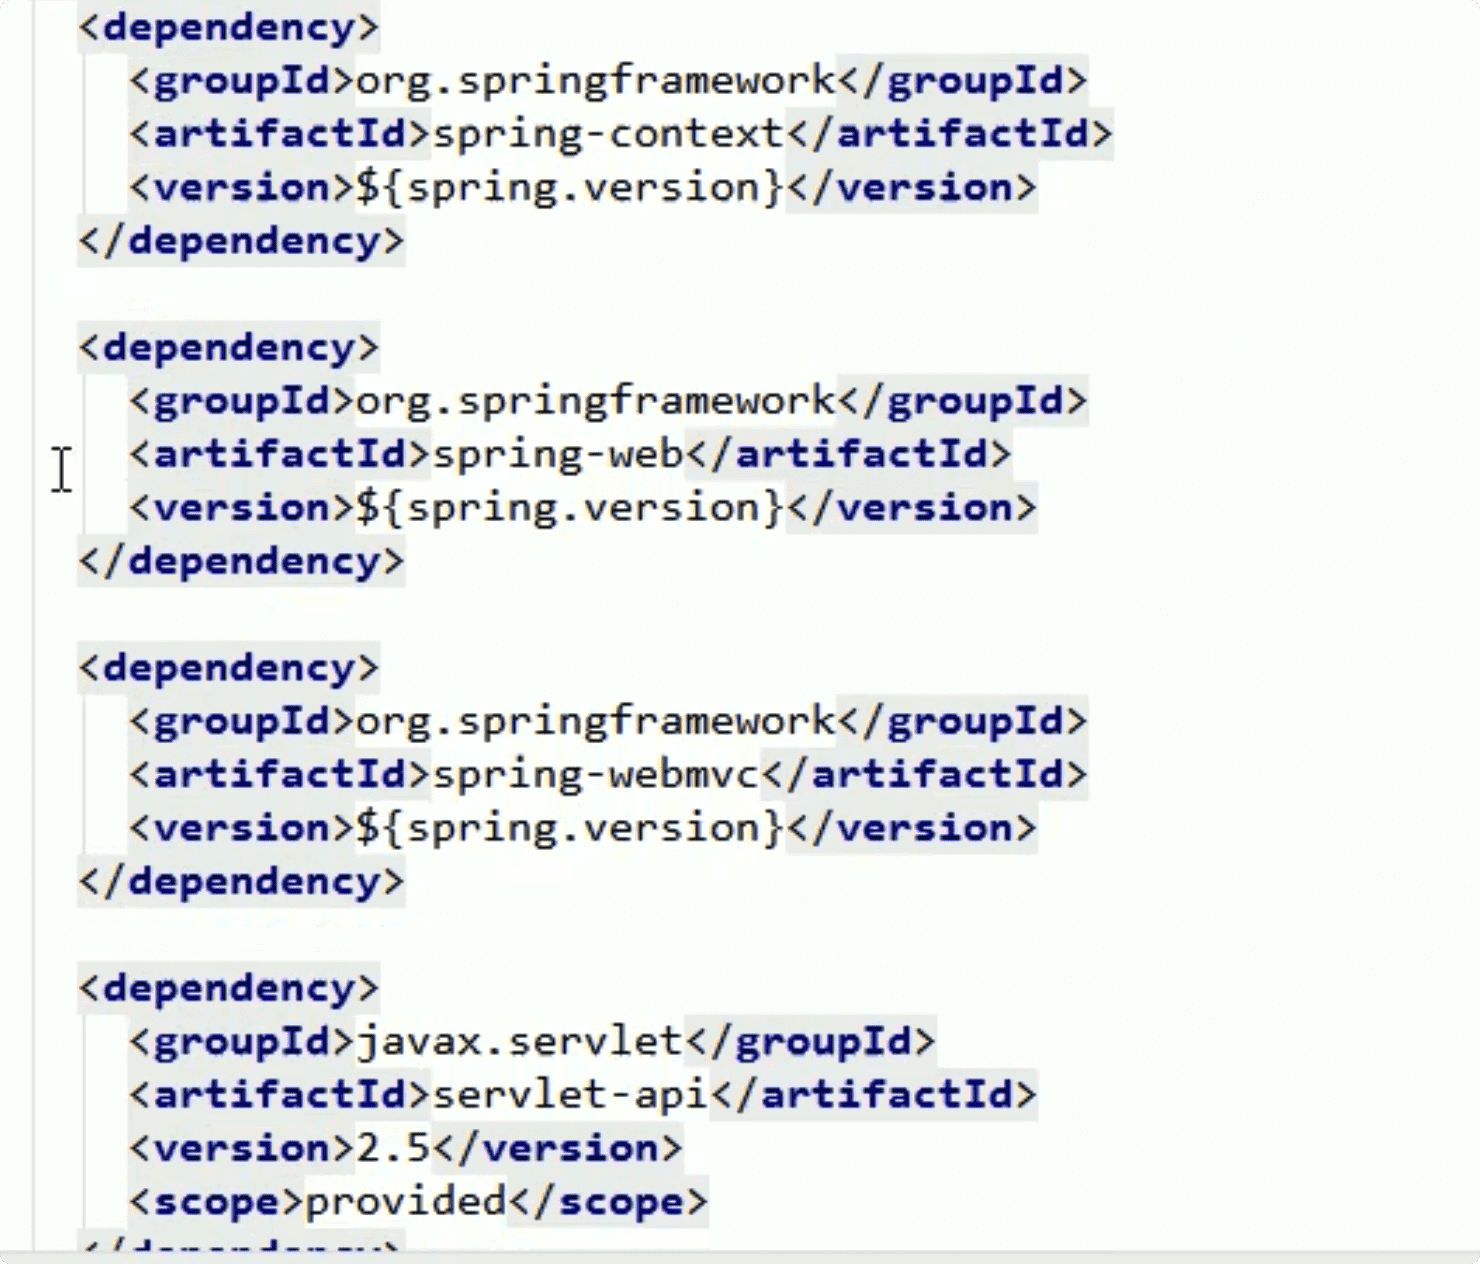 <dependency>
<groupId>org.springframework</groupId>
<artifactId>spring-context</artifactId>
<version>${spring.version}</version>
</dependency>
<dependency>
<groupId>org.springframework</groupId>
<artifactId>spring-web</artifactId>
<version>${spring.version}</version>
</dependency>
<dependency>
<groupId>org.springframework</groupId>
<artifactId>spring-webmvc</artifactId>
<version>${spring.version}</version>
</dependency>
<dependency>
<groupId>javax.servlet</groupId>
<artifactId>servlet-api</artifactId>
<version>2.5</version>
<scope>provided</scope>
</dependency>